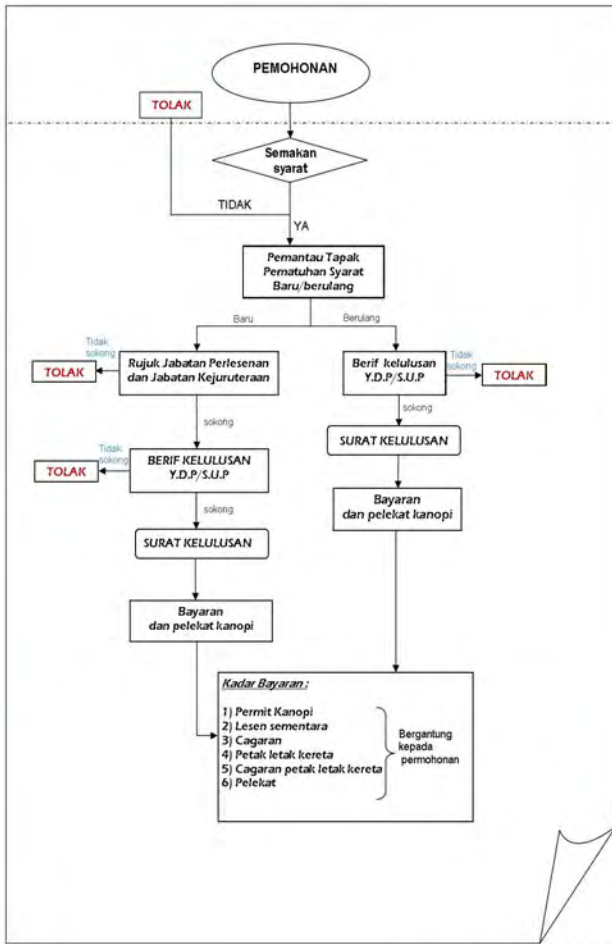 PEMOHONAN
TOLAK
Semakan
syarat
TIDAK
YA
Pemantau Tapak
Pematuhan Syarat
Baru/berulang
Baru
Berulang
Tidak
sokong
TOLAK
Rujuk Jabatan Perlesenan
dan Jabatan Kejuruteraan
Berif kelulusan
Y.D.P/S.U.P
Tidak
sokong
TOLAK
sokong
sokong
SURAT KELULUSAN
Tidak
sokong
TOLAK
BERIF KELULUSAN
Y.D.P/S.U.P
sokong
Bayaran
dan pelekat kanopi
SURAT KELULUSAN
Bayaran
dan pelekat kanopi
Kadar Bayaran :
1) Permit Kanopi
2) Lesen sementara
3) Cagaran
4) Petak letak kereta
5) Cagaran petak letak kereta
6) Pelekat
Bergantung
kepada
permohonan